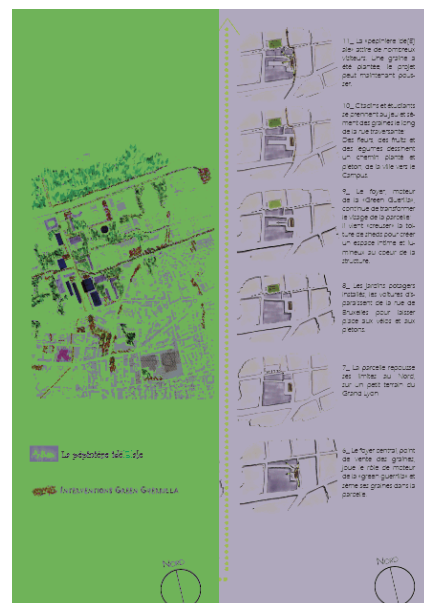 11_ La «pépinière de[s] 
zlé» attire de nombreux
visiteurs, une graine a
été plantée, le projet
peut maintenant pous-
ser.
10_ Citadins et étudiants
se prennent au jeu et sè-
ment des graines le long
de la rue traversante.
Des fleurs, des fruits et
des légumes dessinent
un chemin planté et
piéton, de la ville vers le
Campus.
9_ Le foyer, moteur
de la «Green Guerilla»,
continue de transformer
le visage de la parcelle.
Il vient «creuser» la toi-
ture de sheds pour créer
un espace intime et lu-
mineux au coeur de la
structure.
8_ Les jardins potagers
installés, les voitures dis-
paraissent de la rue de
Bruxelles pour laisser
place aux vélos et aux
piétons.
7_ La parcelle repousse
ses limites au Nord,
sur un petit terrain du
Grand Lyon.
6_ Le foyer central, point
de vente des graines,
joue le rôle de moteur
de la «green guerilla» et
sème ses graines dans la
parcelle.
La pépinière
Interventions Green Guerrilla
Nord
Nord